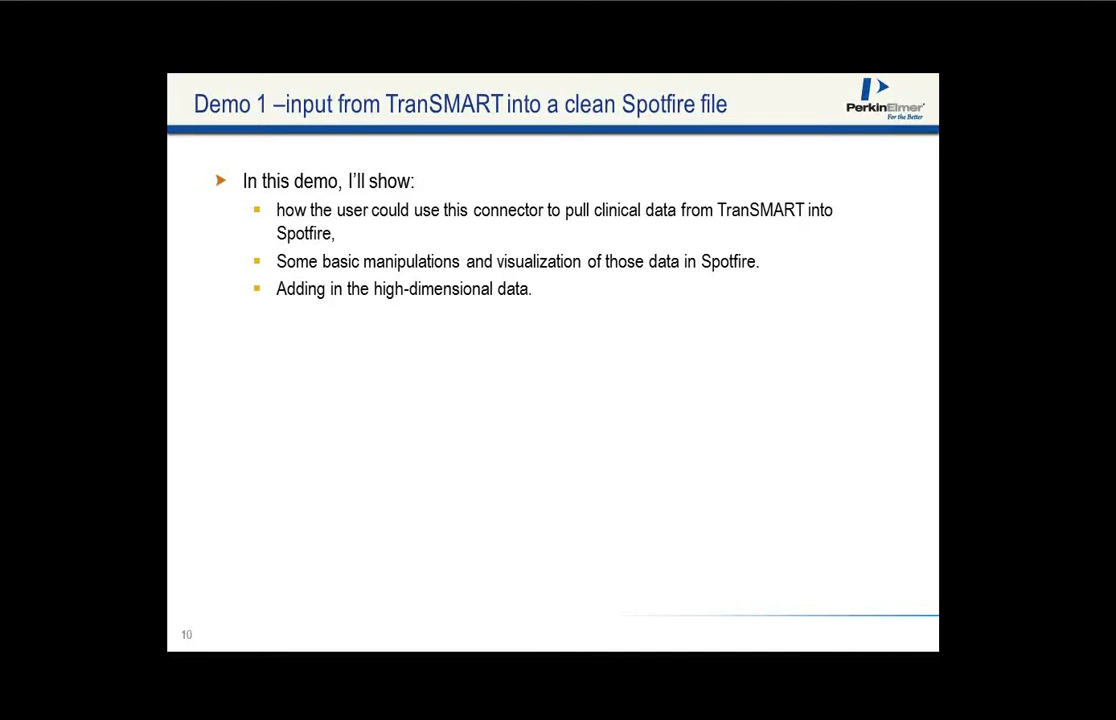 Demo 1 –input from TranSMART into a clean Spotfire file
PerkinElmer
For the Better
In this demo, I'll show:
how the user could use this connector to pull clinical data from TranSMART into
Spotfire,
Some basic manipulations and visualization of those data in Spotfire.
Adding in the high-dimensional data.
10